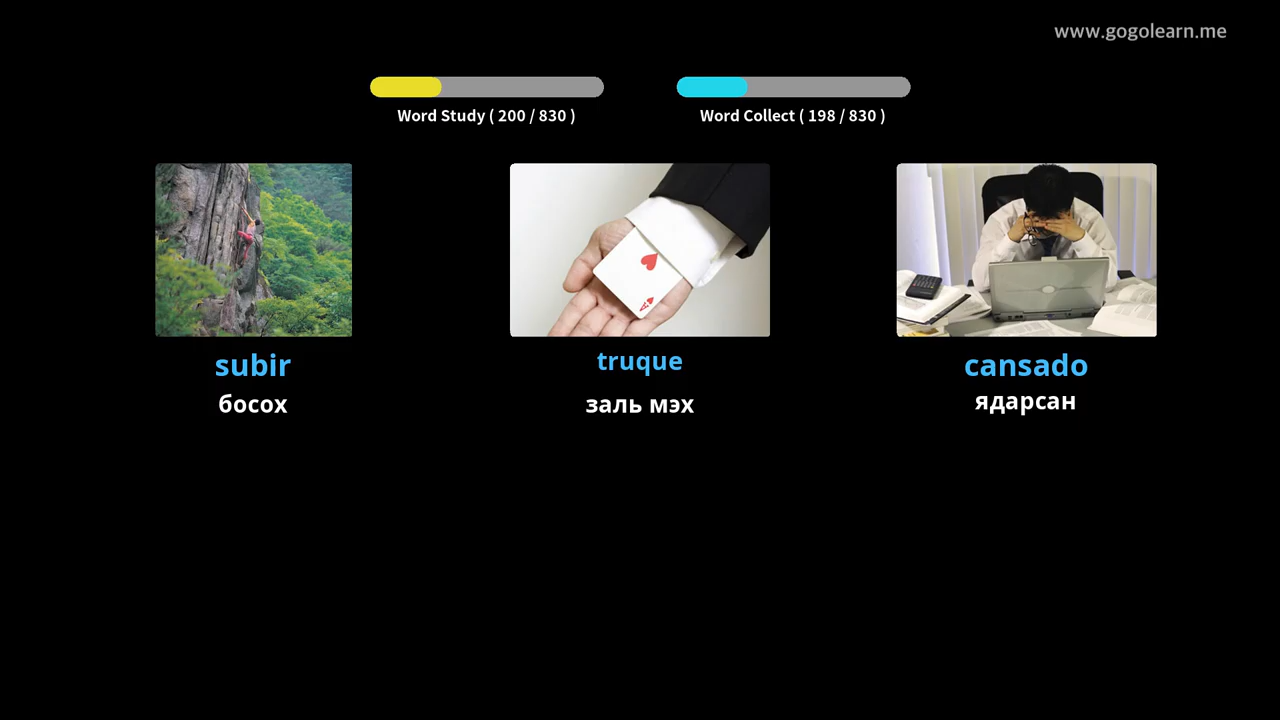 www.gogolearn.me
Word Study ( 200 / 830 )
Word Collect ( 198 / 830 )
subir
босох
truque
заль мэх
cansado
ядарсан